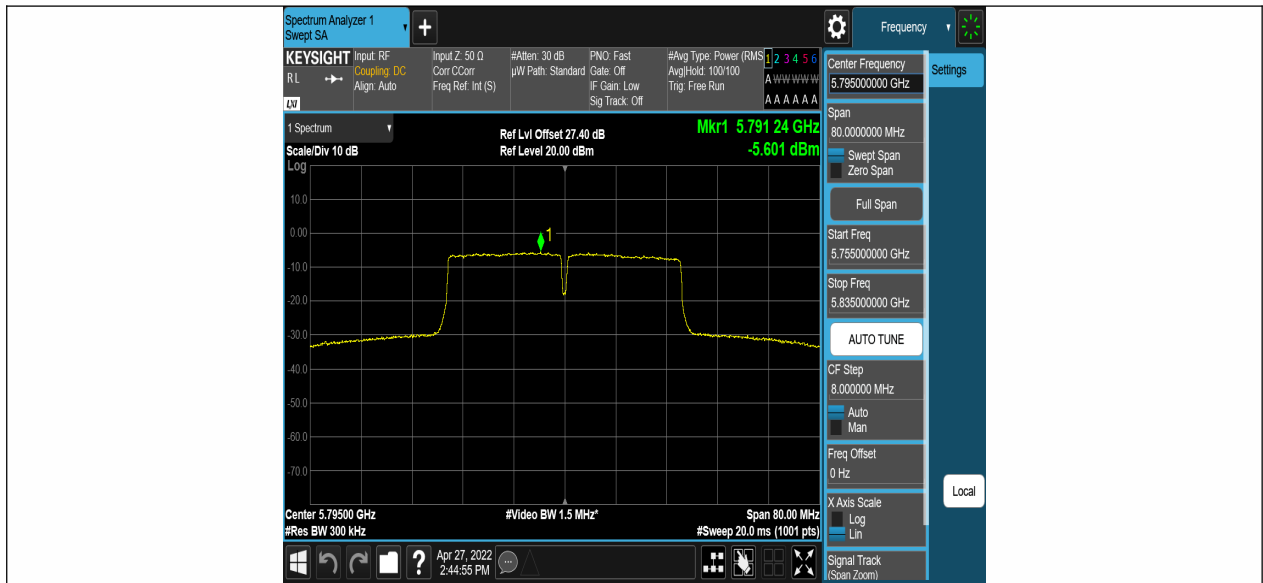 Spectrum Analyzer 1
Swept SA
+
Frequency
KEYSIGHT
RL
LXI
Input: RF
Coupling: DC
Align: Auto
Input Z: 50 Ω
Corr CCorr
Freq Ref: Int (S)
#Atten: 30 dB
µW Path: Standard
PNO: Fast
Gate: Off
IF Gain: Low
Sig Track: Off
#Avg Type: Power (RMS
Avg|Hold: 100/100
Trig: Free Run
1 2 3 4 5 6
A W W W W W
A A A A A A
1 Spectrum
Scale/Div 10 dB
Ref Lvl Offset 27.40 dB
Ref Level 20.00 dBm
Mkr1 5.791 24 GHz
-5.601 dBm
Log
10.0
0.00
-10.0
-20.0
-30.0
-40.0
-50.0
-60.0
-70.0
1
Center 5.79500 GHz
#Res BW 300 kHz
#Video BW 1.5 MHz*
Span 80.00 MHz
#Sweep 20.0 ms (1001 pts)
Apr 27, 2022
2:44:55 PM
?
Center Frequency
5.795000000 GHz
Span
80.0000000 MHz
Swept Span
Zero Span
Full Span
Start Freq
5.755000000 GHz
Stop Freq
5.835000000 GHz
AUTO TUNE
CF Step
8.000000 MHz
Auto
Man
Freq Offset
0 Hz
X Axis Scale
Log
Lin
Signal Track
(Span Zoom)
Settings
Local